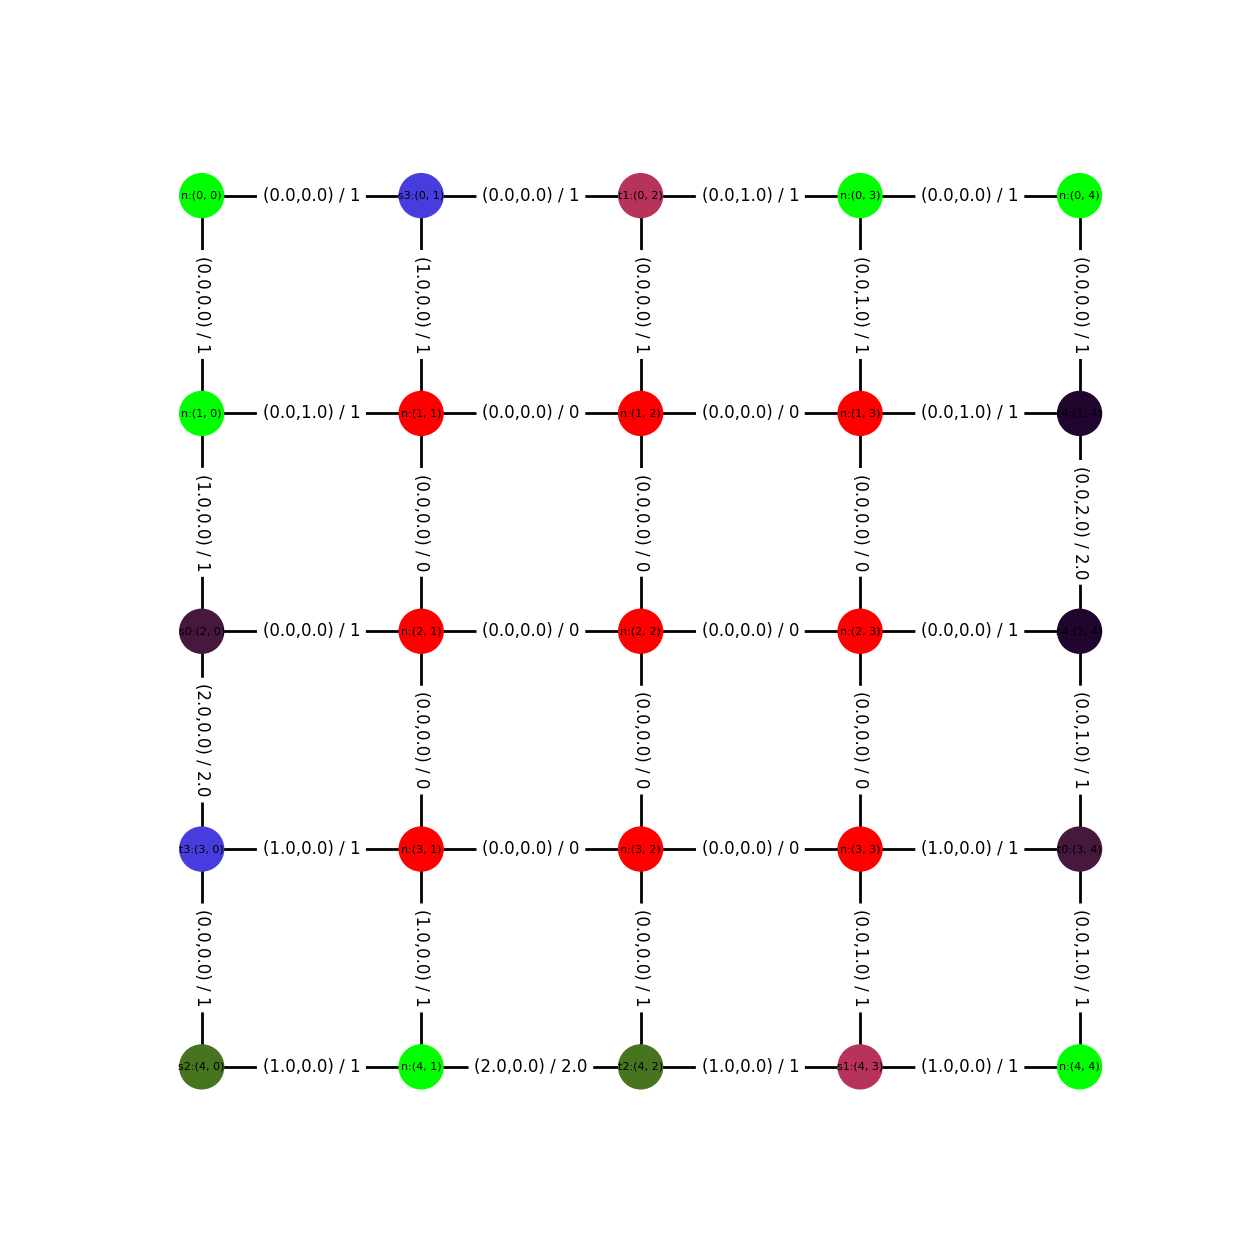 n:(0, 0) (0.0,0.0) / 1 s3:(0, 1) (0.0,0.0) / 1 t1:(0, 2) (0.0,1.0) / 1 n:(0, 3) (0.0,0.0) / 1 n:(0, 4)
(0.0,0.0) / 1 (1.0,0.0) / 1 (0.0,0.0) / 1 (0.0,1.0) / 1 (0.0,0.0) / 1
n:(1, 0) (0.0,1.0) / 1 n:(1, 1) (0.0,0.0) / 0 n:(1, 2) (0.0,0.0) / 0 n:(1, 3) (0.0,1.0) / 1 4:(1, 4)
(1.0,0.0) / 1 (0.0,0.0) / 0 (0.0,0.0) / 0 (0.0,0.0) / 0 (0.0,2.0) / 2.0
s0:(2, 0) (0.0,0.0) / 1 n:(2, 1) (0.0,0.0) / 0 n:(2, 2) (0.0,0.0) / 0 n:(2, 3) (0.0,0.0) / 1 4:(2, 4)
(2.0,0.0) / 2.0 (0.0,0.0) / 0 (0.0,0.0) / 0 (0.0,0.0) / 0 (0.0,1.0) / 1
t3:(3, 0) (1.0,0.0) / 1 n:(3, 1) (0.0,0.0) / 0 n:(3, 2) (0.0,0.0) / 0 n:(3, 3) (1.0,0.0) / 1 t0:(3, 4)
(0.0,0.0) / 1 (1.0,0.0) / 1 (0.0,0.0) / 1 (0.0,1.0) / 1 (0.0,1.0) / 1
s2:(4, 0) (1.0,0.0) / 1 n:(4, 1) (2.0,0.0) / 2.0 t2:(4, 2) (1.0,0.0) / 1 s1:(4, 3) (1.0,0.0) / 1 n:(4, 4)